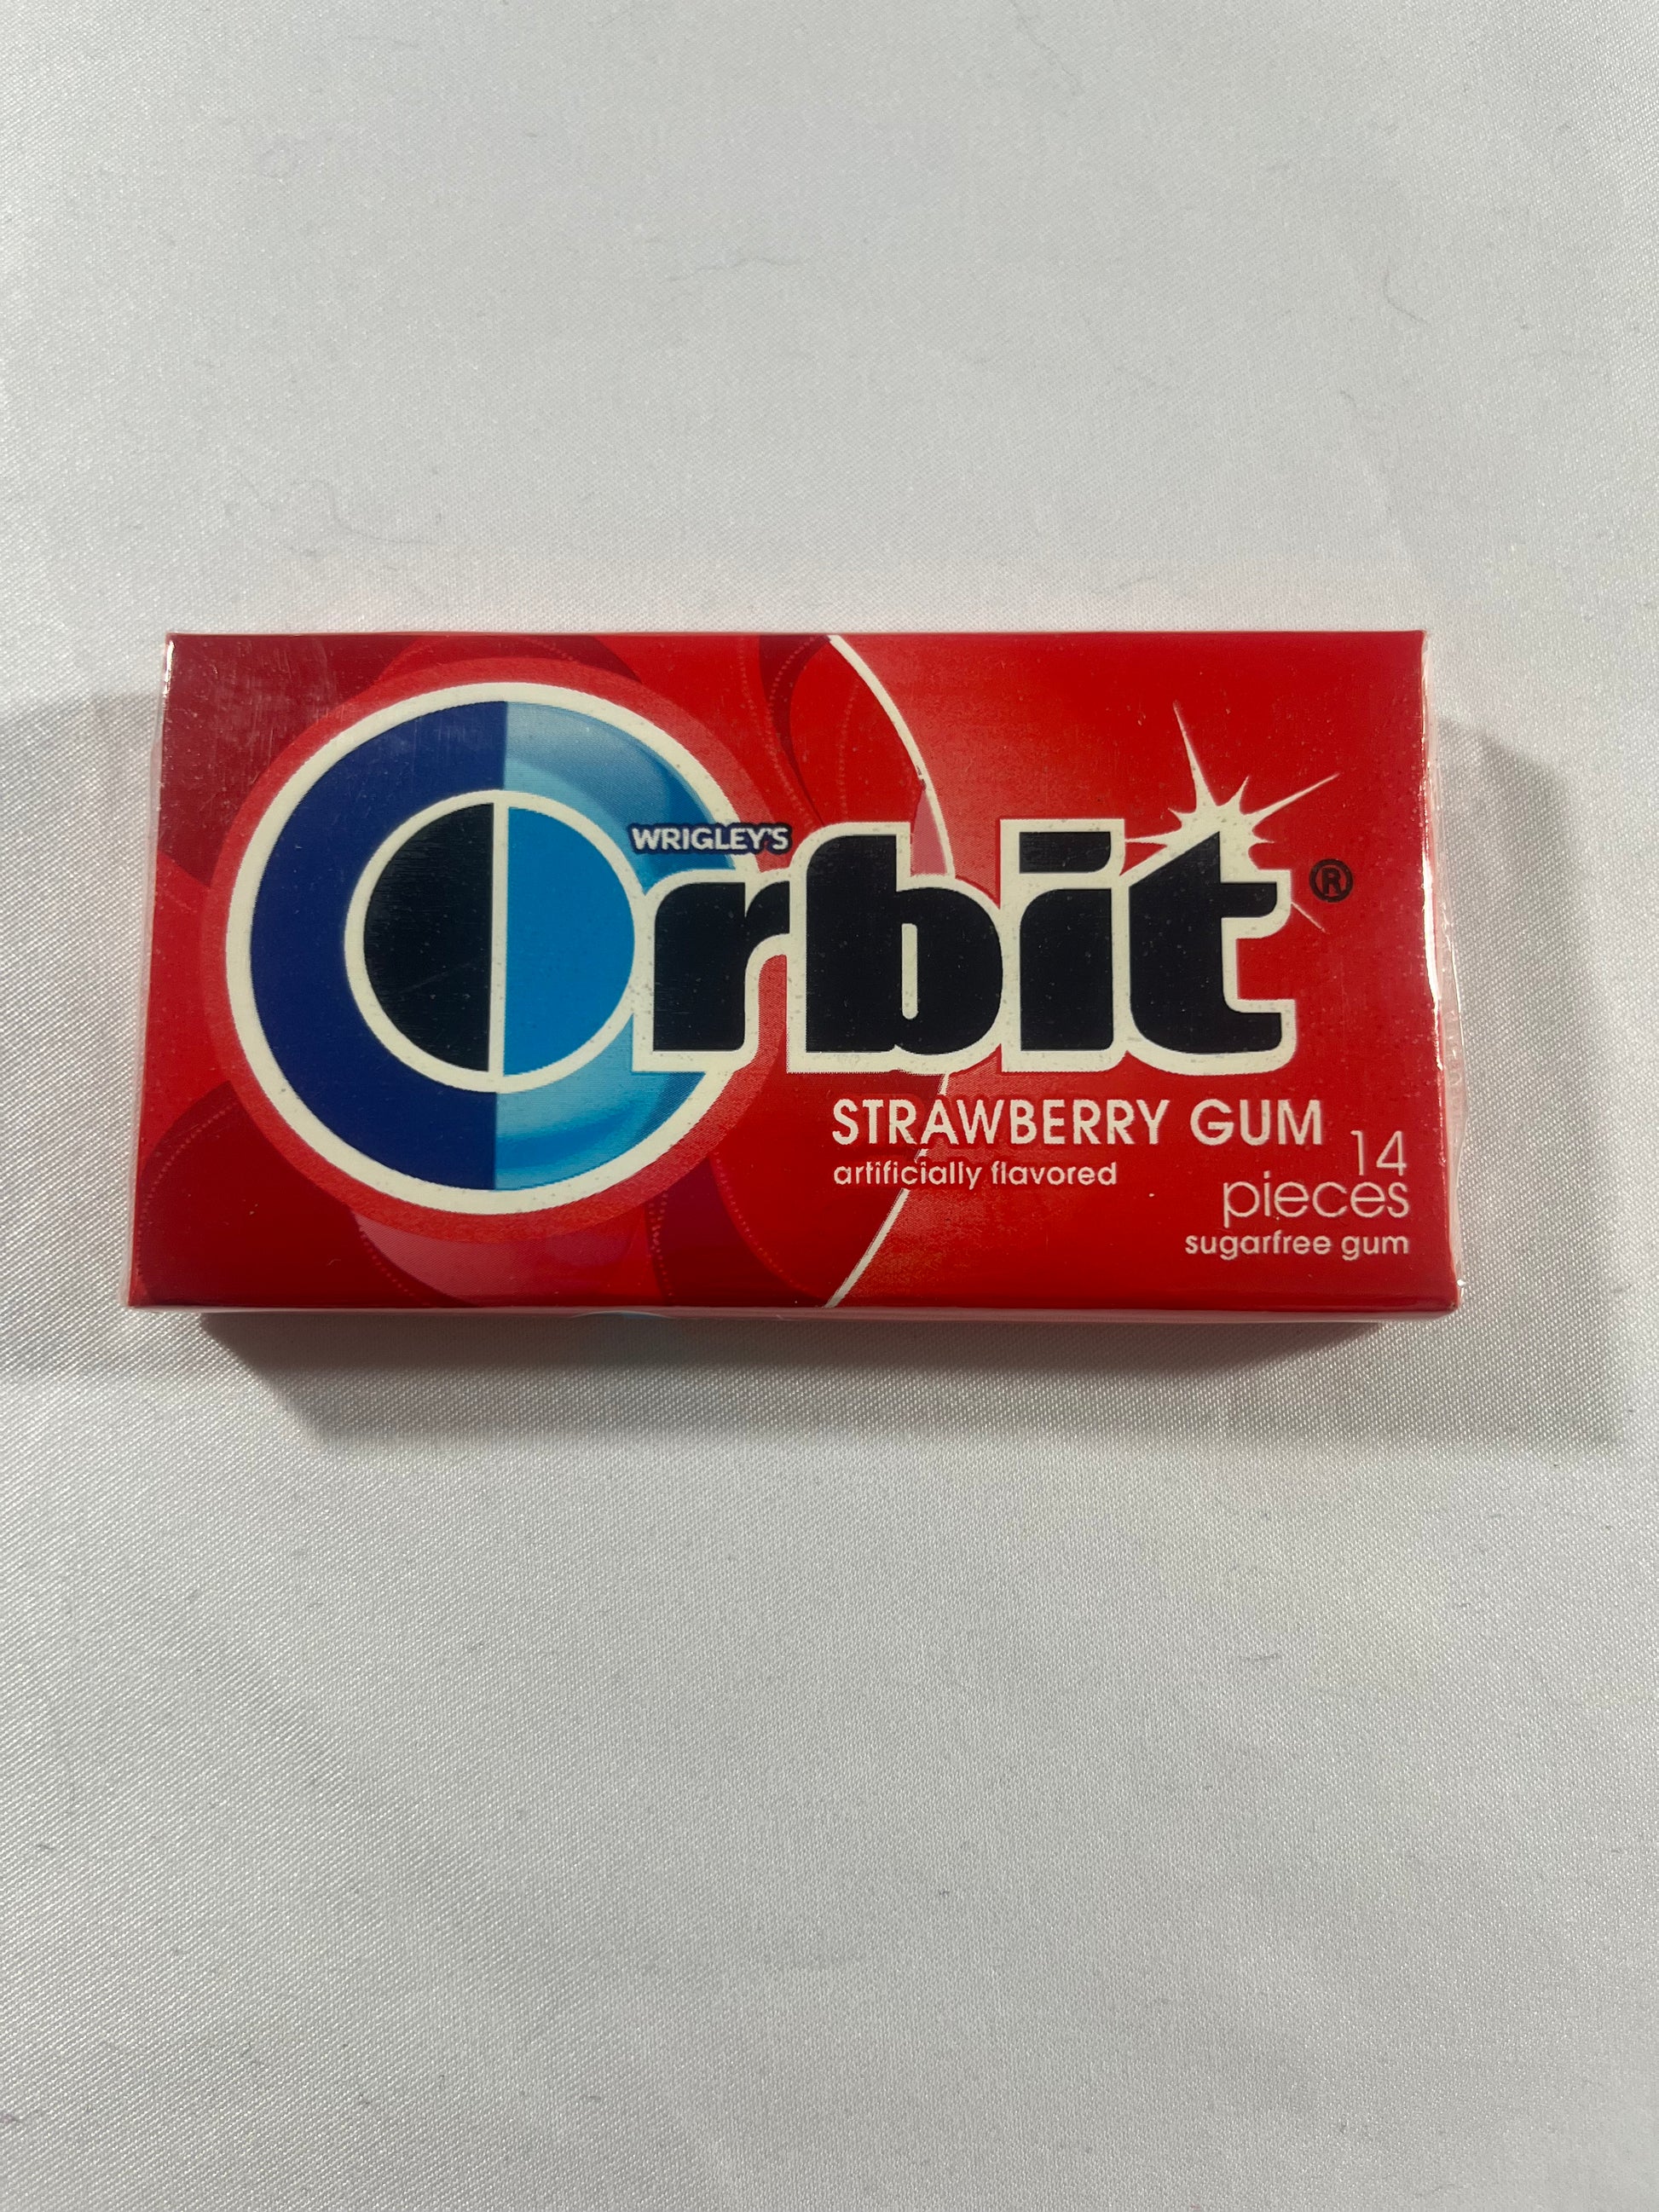 WRIGLEY'S
Orbit®
STRAWBERRY GUM
artificially flavored
14
pieces
sugarfree gum